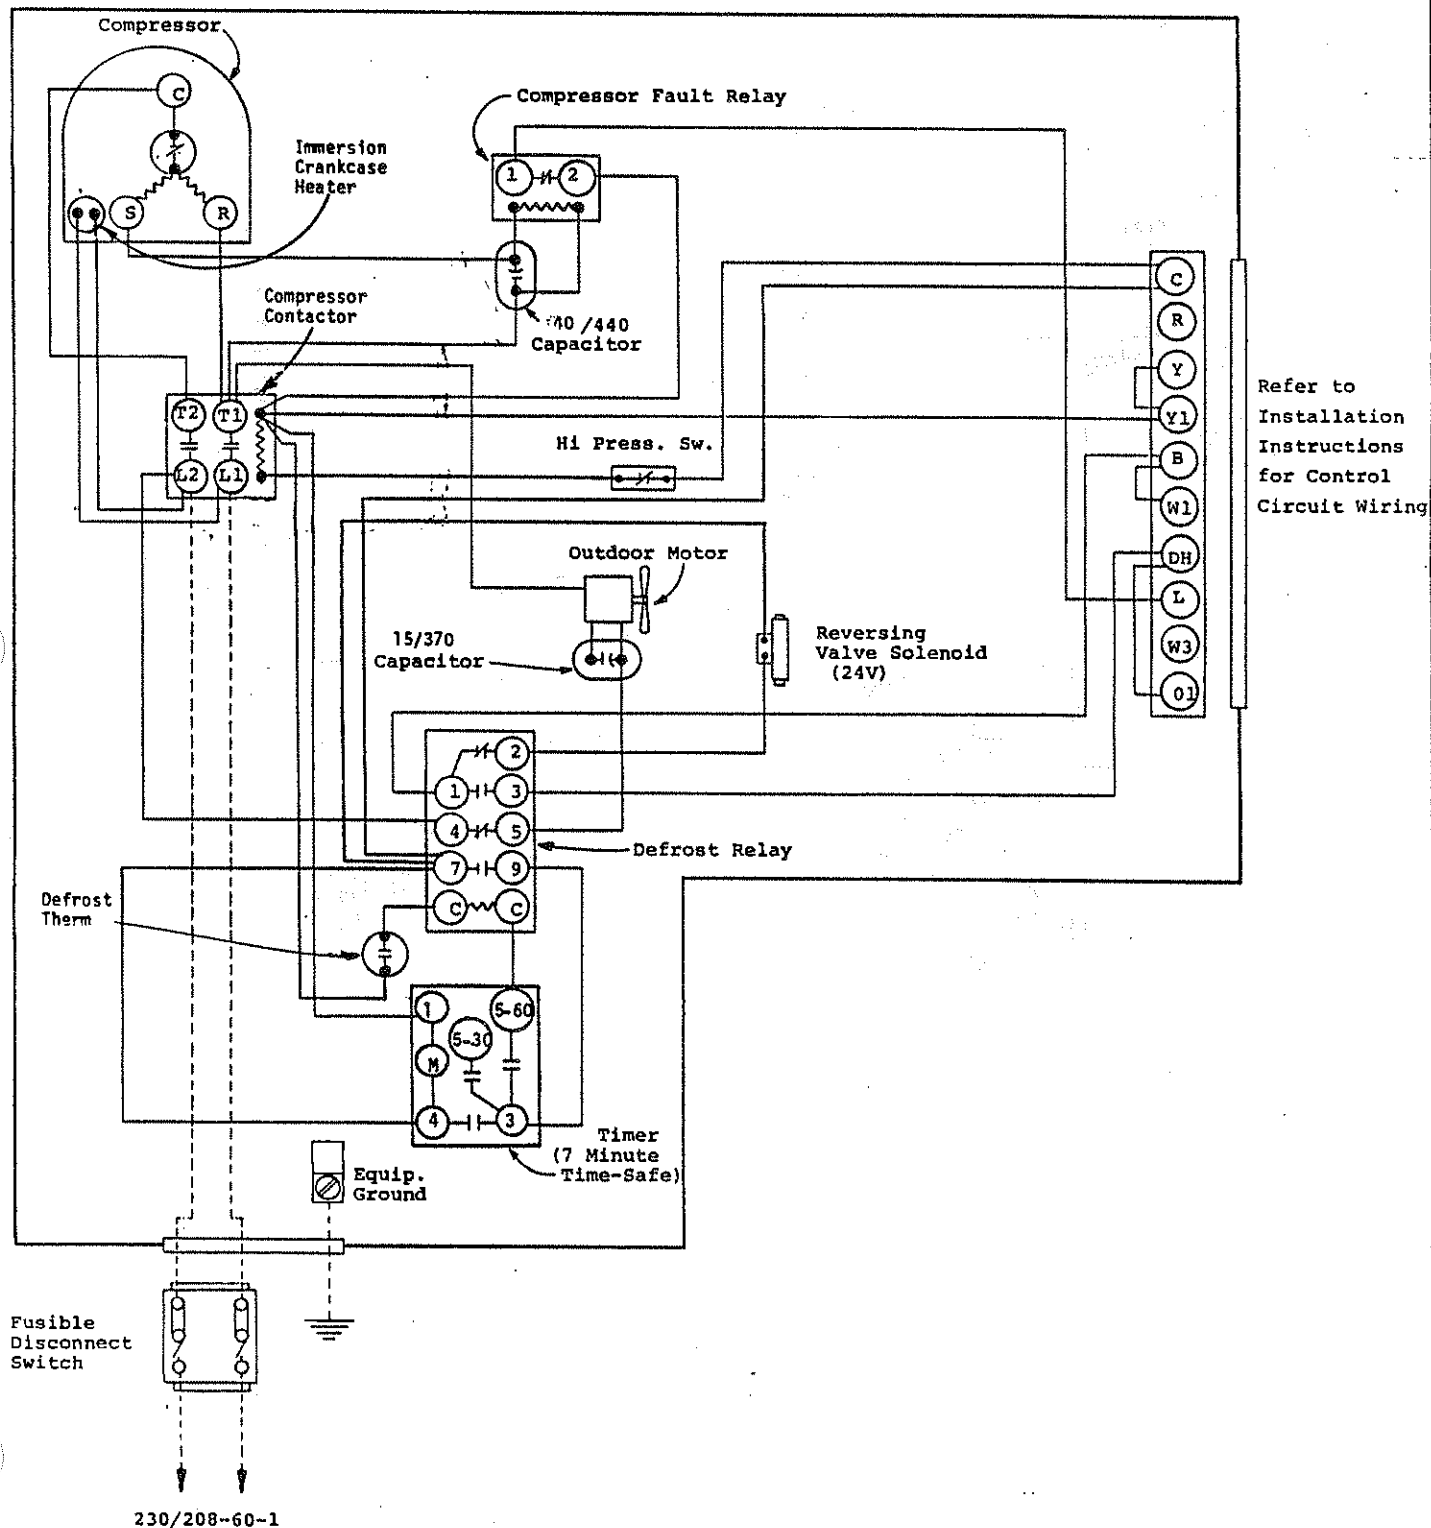 Compressor
C
S
R
Immersion
Crankcase
Heater
Compressor Fault Relay
1
2
Compressor
Contactor
/440
Capacitor
T2
T1
L2
L1
Hi Press. Sw.
C
R
Y
Y1
B
W1
DH
L
W3
O1
Refer to
Installation
Instructions
for Control
Circuit Wiring
Outdoor Motor
15/370
Capacitor
Reversing
Valve Solenoid
(24V)
2
1
3
4
5
7
9
C
C
Defrost Relay
Defrost
Therm
1
5-60
5-30
M
4
3
Timer
(7 Minute
Time-Safe)
Equip.
Ground
Fusible
Disconnect
Switch
230/208-60-1